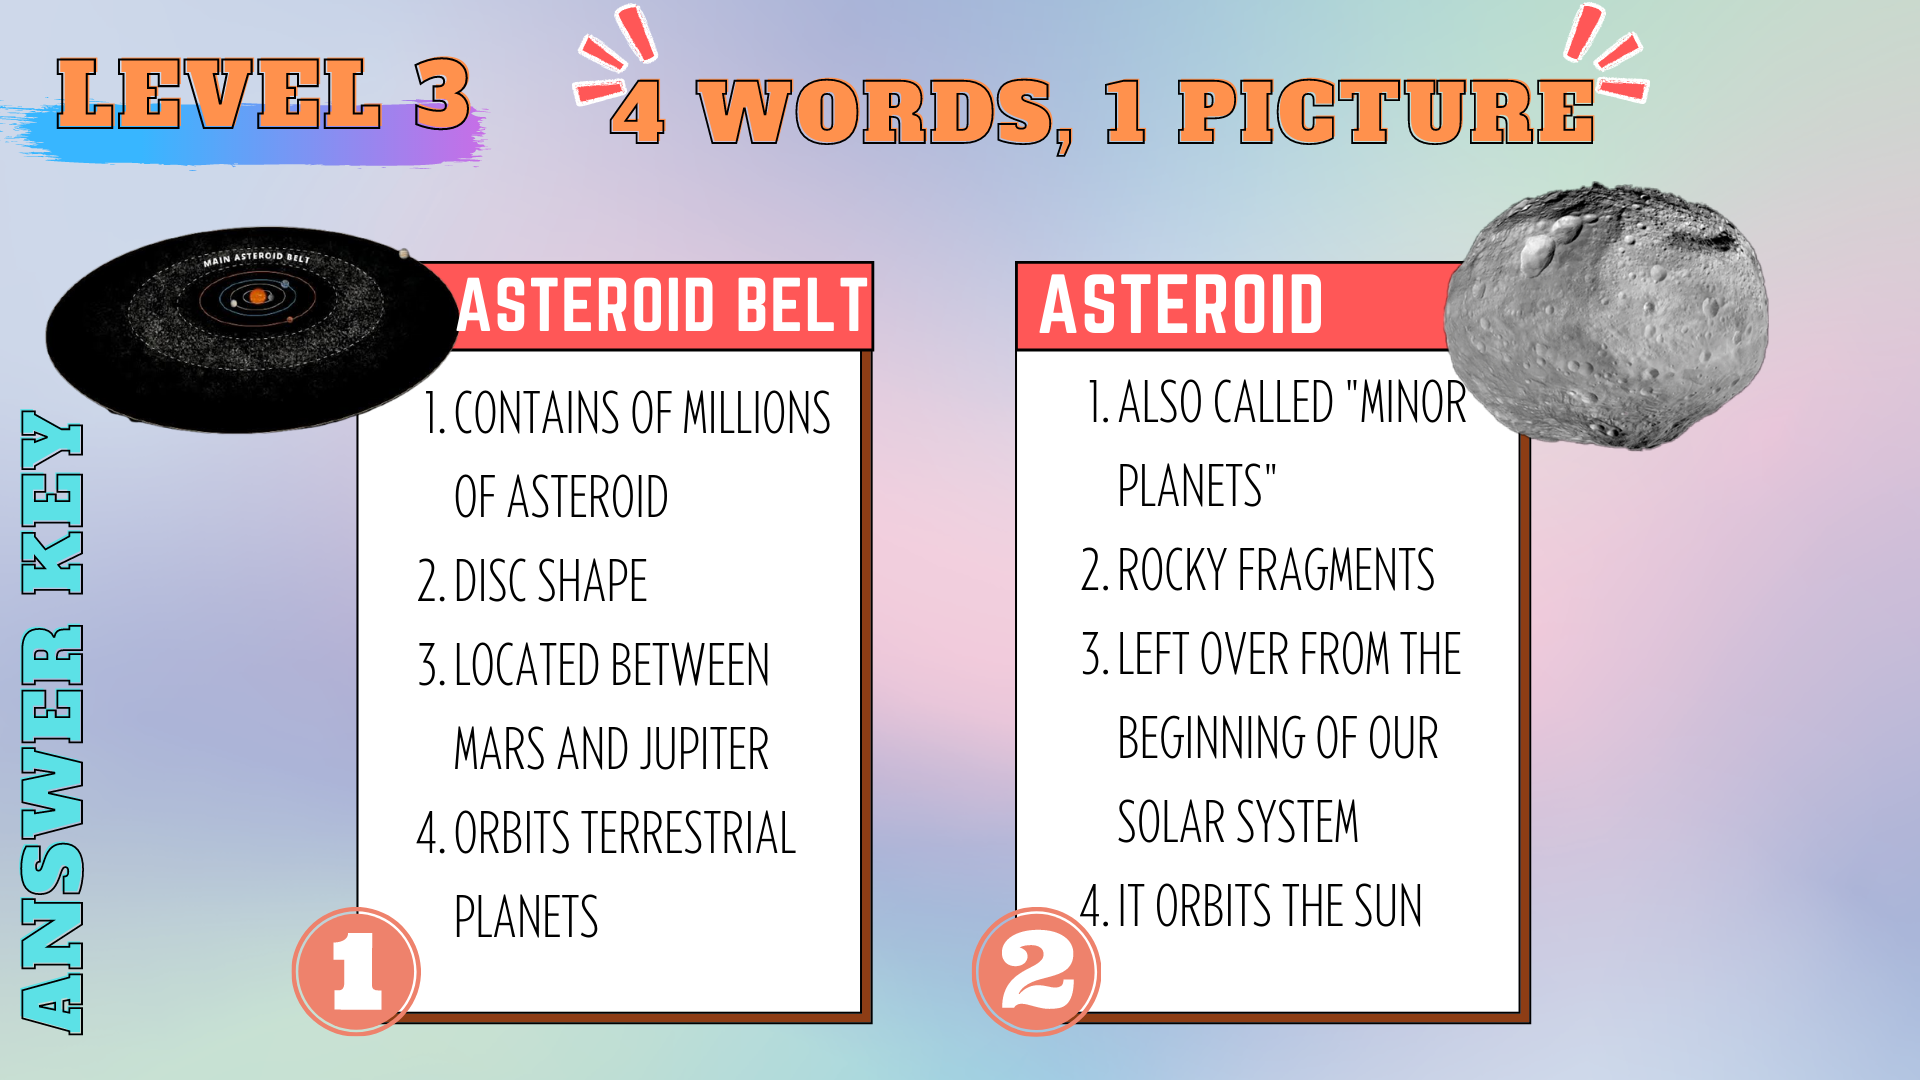 LEVEL 3
4 WORDS, 1 PICTURE
ANSWER KEY
MAIN ASTEROID BELT
ASTEROID BELT
1. CONTAINS OF MILLIONS
OF ASTEROID
2. DISC SHAPE
3. LOCATED BETWEEN
MARS AND JUPITER
4. ORBITS TERRESTRIAL
PLANETS
1
ASTEROID
1. ALSO CALLED "MINOR
PLANETS"
2. ROCKY FRAGMENTS
3. LEFT OVER FROM THE
BEGINNING OF OUR
SOLAR SYSTEM
4. IT ORBITS THE SUN
2